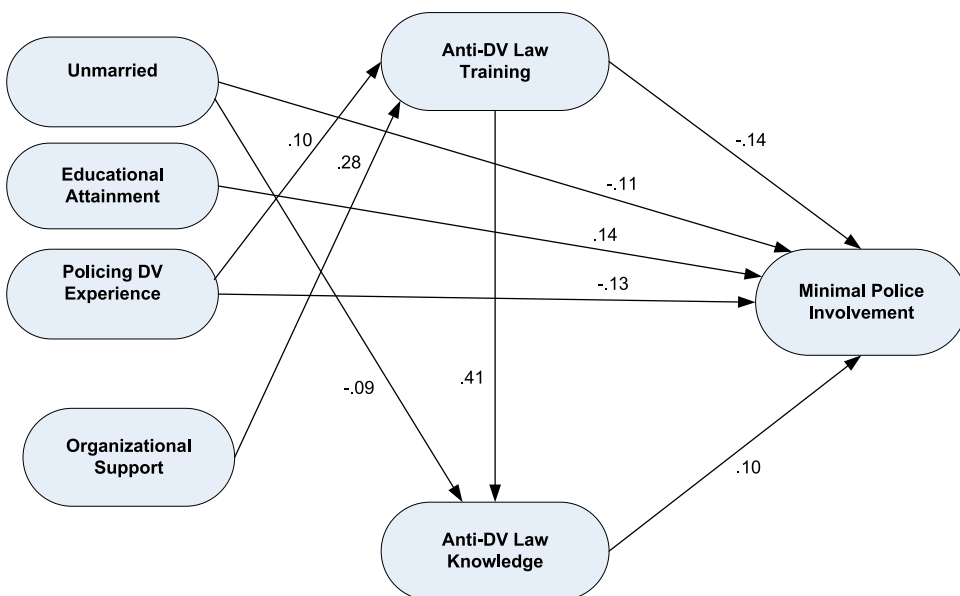 Unmarried
Anti-DV Law
Training
.10
.28
-.14
Educational
Attainment
-.11
.14
Policing DV
Experience
-.13
Minimal Police
Involvement
-.09
.41
Organizational
Support
.10
Anti-DV Law
Knowledge